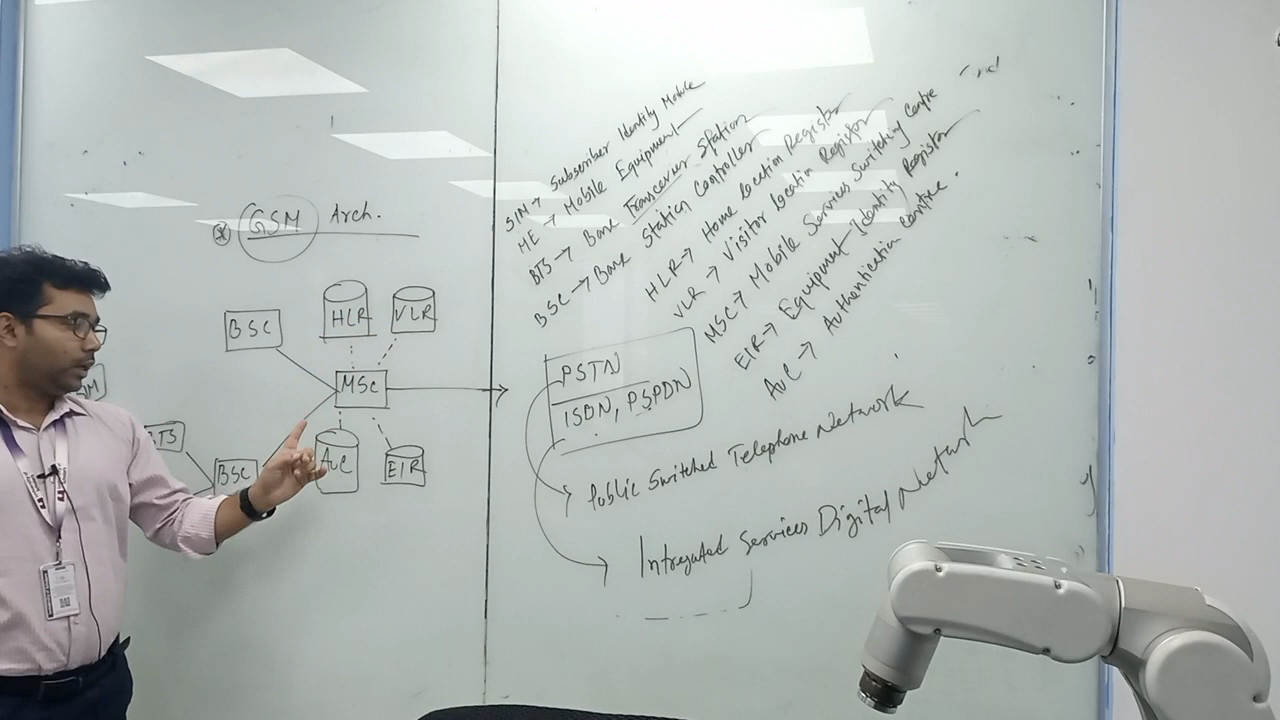 GSM Arch.
BSC
HLR
VLR
MSC
BTS
BSC
AuC
EIR
SIM → Subscriber Identity Mobile
ME → Mobile Equipment
BTS → Base Transceiver Station
BSC → Base Station Controller
HLR → Home Location Register
VLR → Visitor Location Register
MSC → Mobile Services Switching Centre
EIR → Equipment Identity Register
AuC → Authentication Centre.
PSTN
ISDN, PSPDN
Public Switched Telephone Network
Intregated Services Digital Network